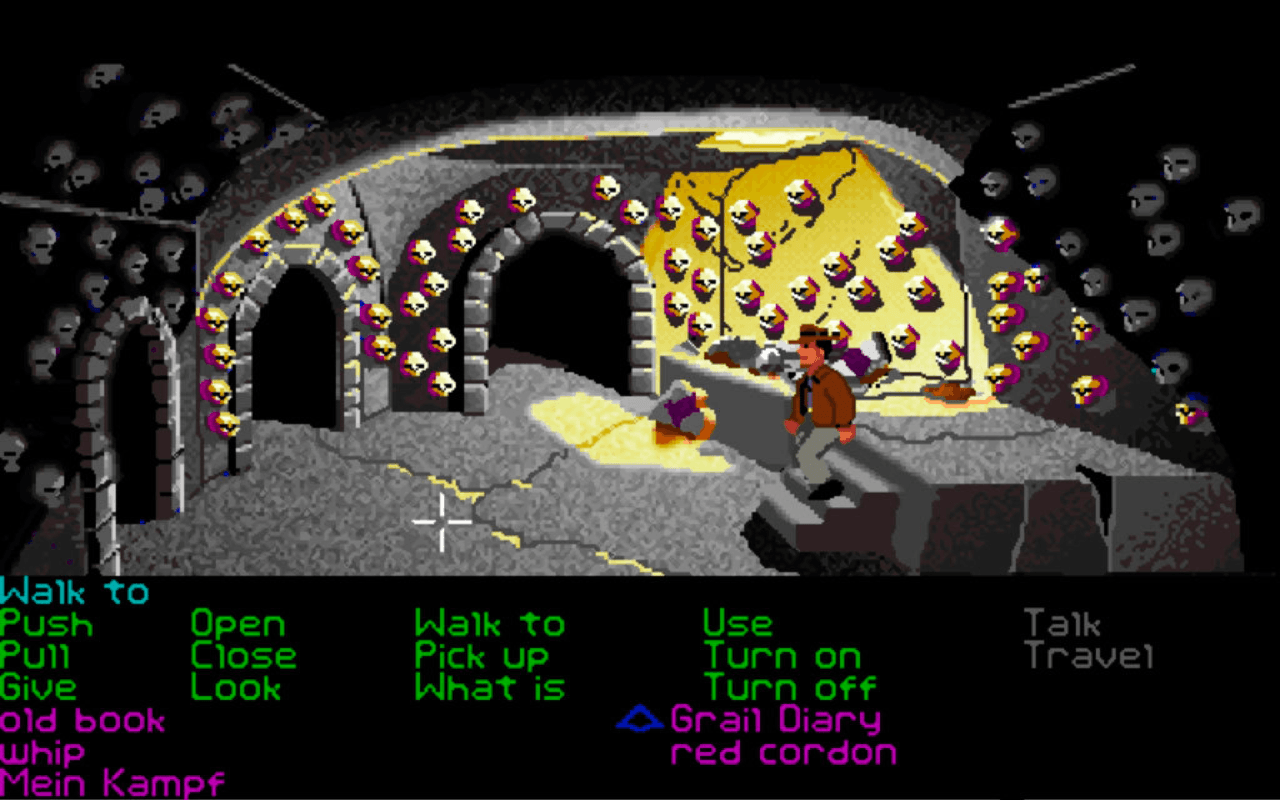 Walk to
Push Open Walk to Use Talk
Pull Close Pick up Turn on Travel
Give Look What is Turn off
old book Grail Diary
whip red cordon
Mein Kampf